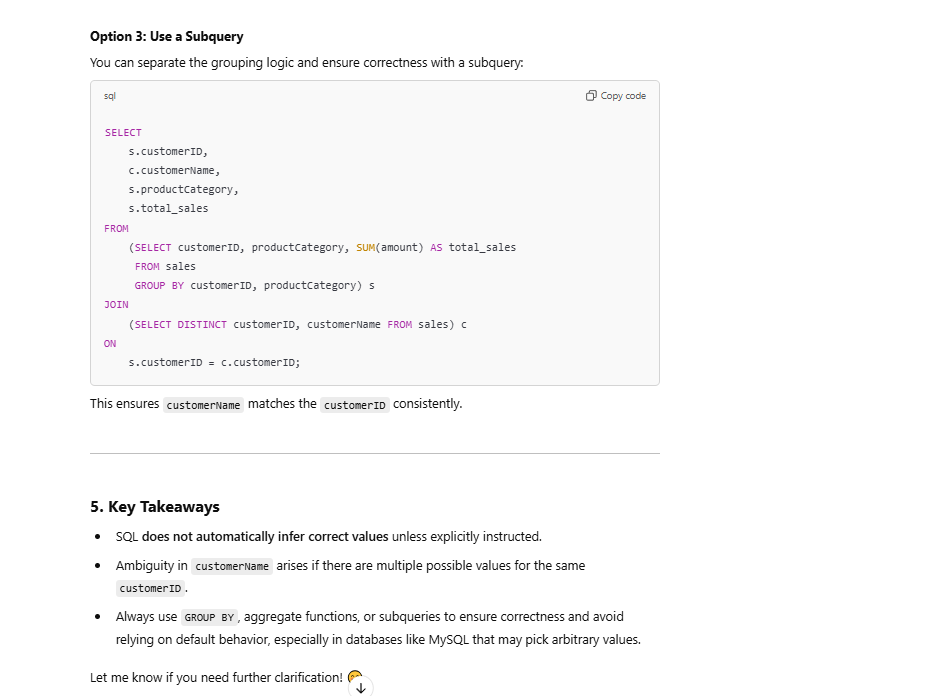 Option 3: Use a Subquery
You can separate the grouping logic and ensure correctness with a subquery:
sql
Copy code
SELECT
s.customerID,
c.customerName,
s.productCategory,
s.total_sales
FROM
(SELECT customerID, productCategory, SUM(amount) AS total_sales
FROM sales
GROUP BY customerID, productCategory) s
JOIN
(SELECT DISTINCT customerID, customerName FROM sales) c
ON
s.customerID = c.customerID;
This ensures customerName matches the customerID consistently.
5. Key Takeaways
• SQL does not automatically infer correct values unless explicitly instructed.
• Ambiguity in customerName arises if there are multiple possible values for the same
customerID.
• Always use GROUP BY, aggregate functions, or subqueries to ensure correctness and avoid
relying on default behavior, especially in databases like MySQL that may pick arbitrary values.
Let me know if you need further clarification!